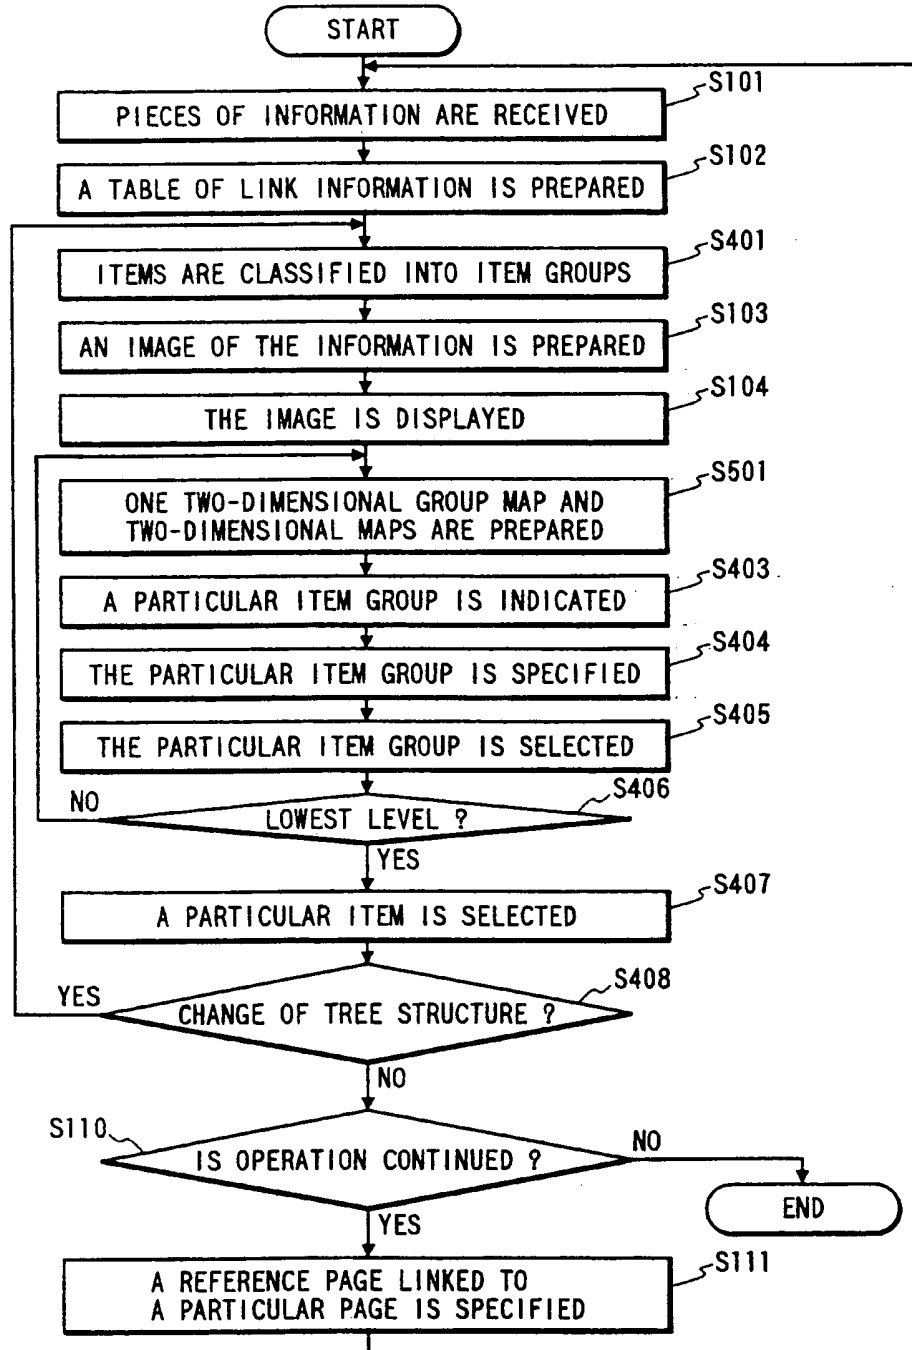 START
S101
PIECES OF INFORMATION ARE RECEIVED
S102
A TABLE OF LINK INFORMATION IS PREPARED
S401
ITEMS ARE CLASSIFIED INTO ITEM GROUPS
S103
AN IMAGE OF THE INFORMATION IS PREPARED
S104
THE IMAGE IS DISPLAYED
S501
ONE TWO-DIMENSIONAL GROUP MAP AND
TWO-DIMENSIONAL MAPS ARE PREPARED
S403
A PARTICULAR ITEM GROUP IS INDICATED
S404
THE PARTICULAR ITEM GROUP IS SPECIFIED
S405
THE PARTICULAR ITEM GROUP IS SELECTED
S406
NO
LOWEST LEVEL ?
YES
S407
A PARTICULAR ITEM IS SELECTED
S408
YES
CHANGE OF TREE STRUCTURE ?
NO
S110
NO
IS OPERATION CONTINUED ?
END
YES
S111
A REFERENCE PAGE LINKED TO
A PARTICULAR PAGE IS SPECIFIED